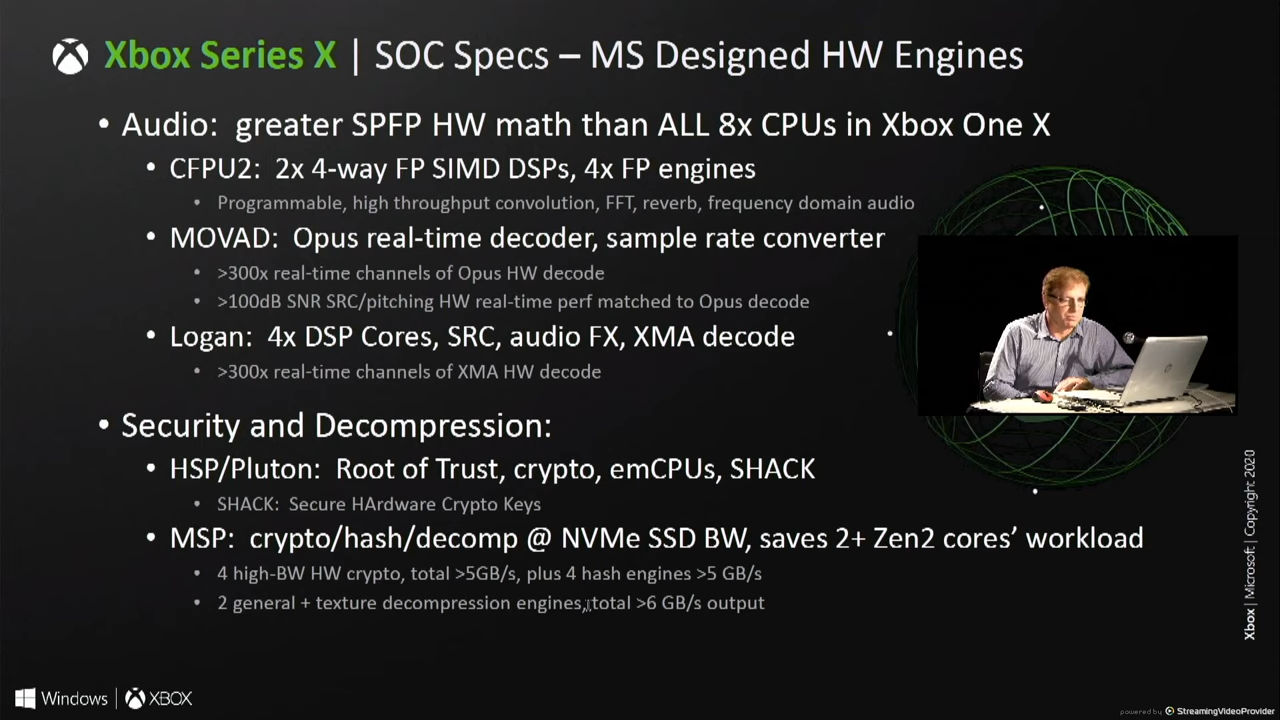 Xbox Series X | SOC Specs – MS Designed HW Engines
• Audio: greater SPFP HW math than ALL 8x CPUs in Xbox One X
• CFPU2: 2x 4-way FP SIMD DSPs, 4x FP engines
• Programmable, high throughput convolution, FFT, reverb, frequency domain audio
• MOVAD: Opus real-time decoder, sample rate converter
• >300x real-time channels of Opus HW decode
• >100dB SNR SRC/pitching HW real-time perf matched to Opus decode
• Logan: 4x DSP Cores, SRC, audio FX, XMA decode
• >300x real-time channels of XMA HW decode
• Security and Decompression:
• HSP/Pluton: Root of Trust, crypto, emCPUs, SHACK
• SHACK: Secure HArdware Crypto Keys
• MSP: crypto/hash/decomp @ NVMe SSD BW, saves 2+ Zen2 cores’ workload
• 4 high-BW HW crypto, total >5GB/s, plus 4 hash engines >5 GB/s
• 2 general + texture decompression engines, total >6 GB/s output
Xbox | Microsoft | Copyright 2020
Windows | XBOX
powered by StreamingVideoProvider